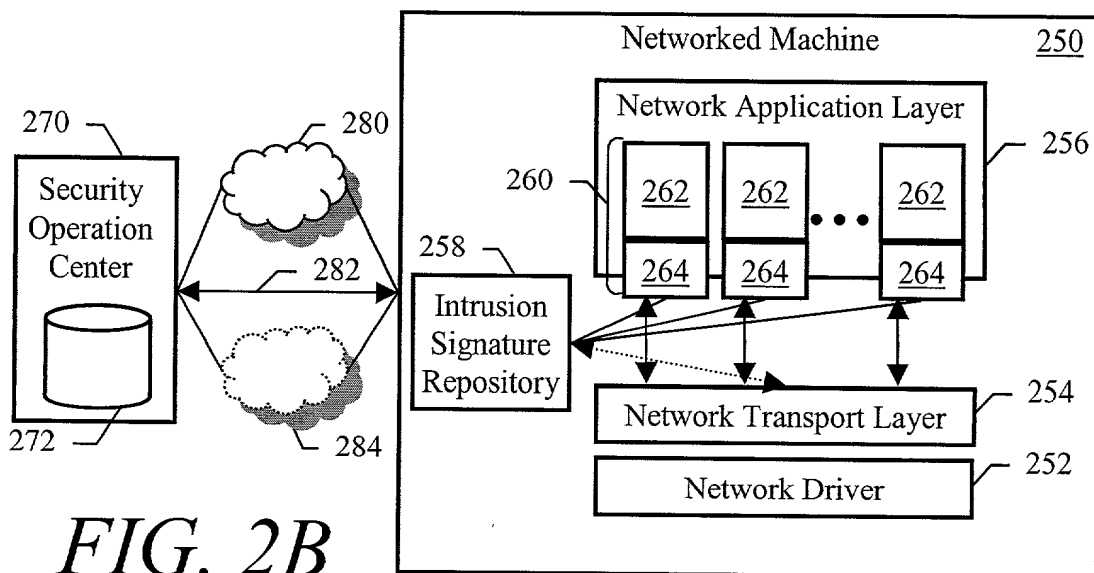 Networked Machine 250
Network Application Layer
270
280
256
Security
Operation
Center
260
262 262 262
258
282
264 264 264
Intrusion
Signature
Repository
254
Network Transport Layer
272
284
252
Network Driver
FIG. 2B